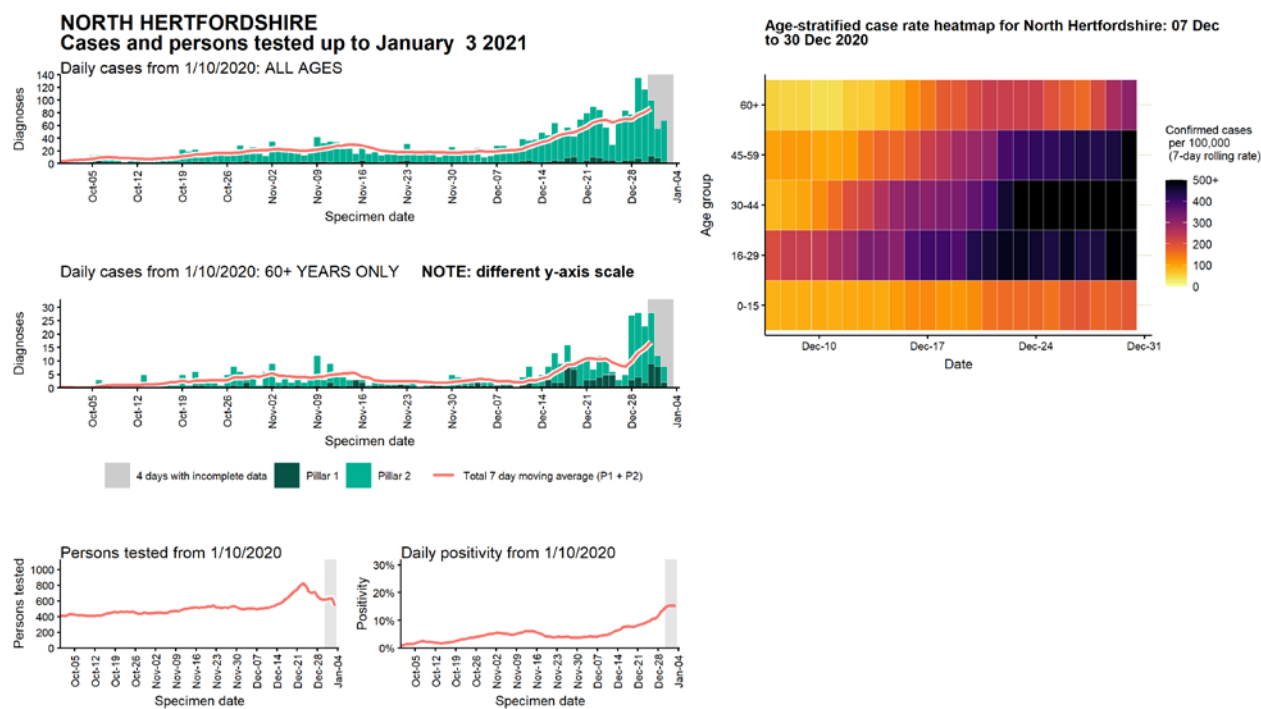 NORTH HERTFORDSHIRE
Cases and persons tested up to January 3 2021
Daily cases from 1/10/2020: ALL AGES
Diagnoses
140
120
100
80
60
40
20
0
Oct-05
Oct-12
Oct-19
Oct-26
Nov-02
Nov-09
Nov-16
Nov-23
Nov-30
Dec-07
Dec-14
Dec-21
Dec-28
Jan-04
Specimen date
Daily cases from 1/10/2020: 60+ YEARS ONLY NOTE: different y-axis scale
Diagnoses
30
25
20
15
10
5
0
Oct-05
Oct-12
Oct-19
Oct-26
Nov-02
Nov-09
Nov-16
Nov-23
Nov-30
Dec-07
Dec-14
Dec-21
Dec-28
Jan-04
Specimen date
4 days with incomplete data
Pillar 1
Pillar 2
Total 7 day moving average (P1 + P2)
Persons tested from 1/10/2020
Persons tested
1000
800
600
400
200
0
Oct-05
Oct-12
Oct-19
Oct-26
Nov-02
Nov-09
Nov-16
Nov-23
Nov-30
Dec-07
Dec-14
Dec-21
Dec-28
Jan-04
Specimen date
Daily positivity from 1/10/2020
Positivity
30%
20%
10%
0%
Oct-05
Oct-12
Oct-19
Oct-26
Nov-02
Nov-09
Nov-16
Nov-23
Nov-30
Dec-07
Dec-14
Dec-21
Dec-28
Jan-04
Specimen date
Age-stratified case rate heatmap for North Hertfordshire: 07 Dec
to 30 Dec 2020
Age group
60+
45-59
30-44
16-29
0-15
Dec-10
Dec-17
Dec-24
Dec-31
Date
Confirmed cases
per 100,000
(7-day rolling rate)
500+
400
300
200
100
0